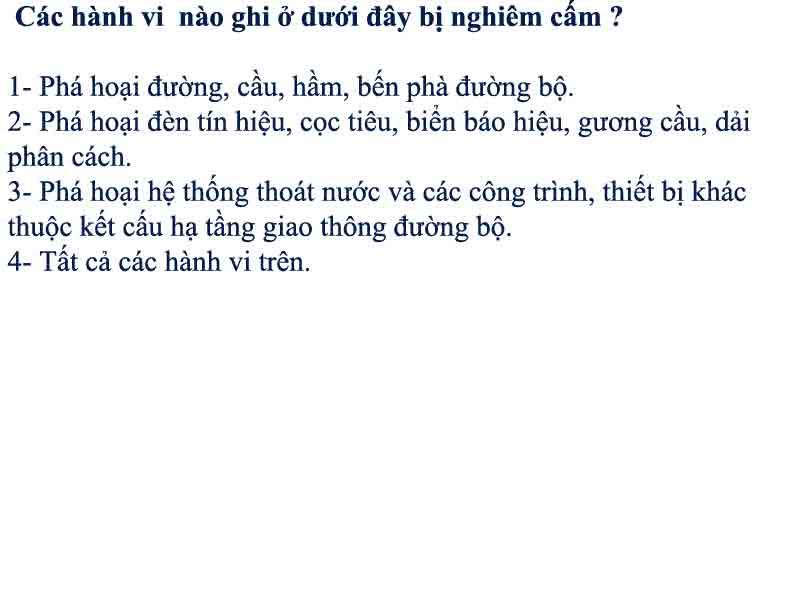 Các hành vi nào ghi ở dưới đây bị nghiêm cấm ?
1- Phá hoại đường, cầu, hầm, bến phà đường bộ.
2- Phá hoại đèn tín hiệu, cọc tiêu, biển báo hiệu, gương cầu, dải
phân cách.
3- Phá hoại hệ thống thoát nước và các công trình, thiết bị khác
thuộc kết cấu hạ tầng giao thông đường bộ.
4- Tất cả các hành vi trên.